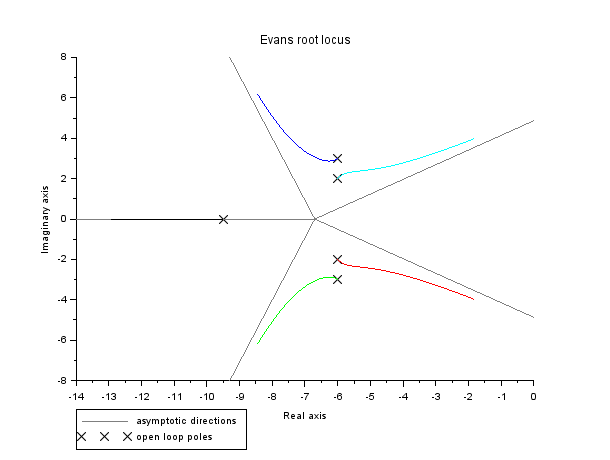 Evans root locus
8
6
4
2
0
-2
-4
-6
-8
Imaginary axis
-14 -13 -12 -11 -10 -9 -8 -7 -6 -5 -4 -3 -2 -1 0
Real axis
asymptotic directions
open loop poles